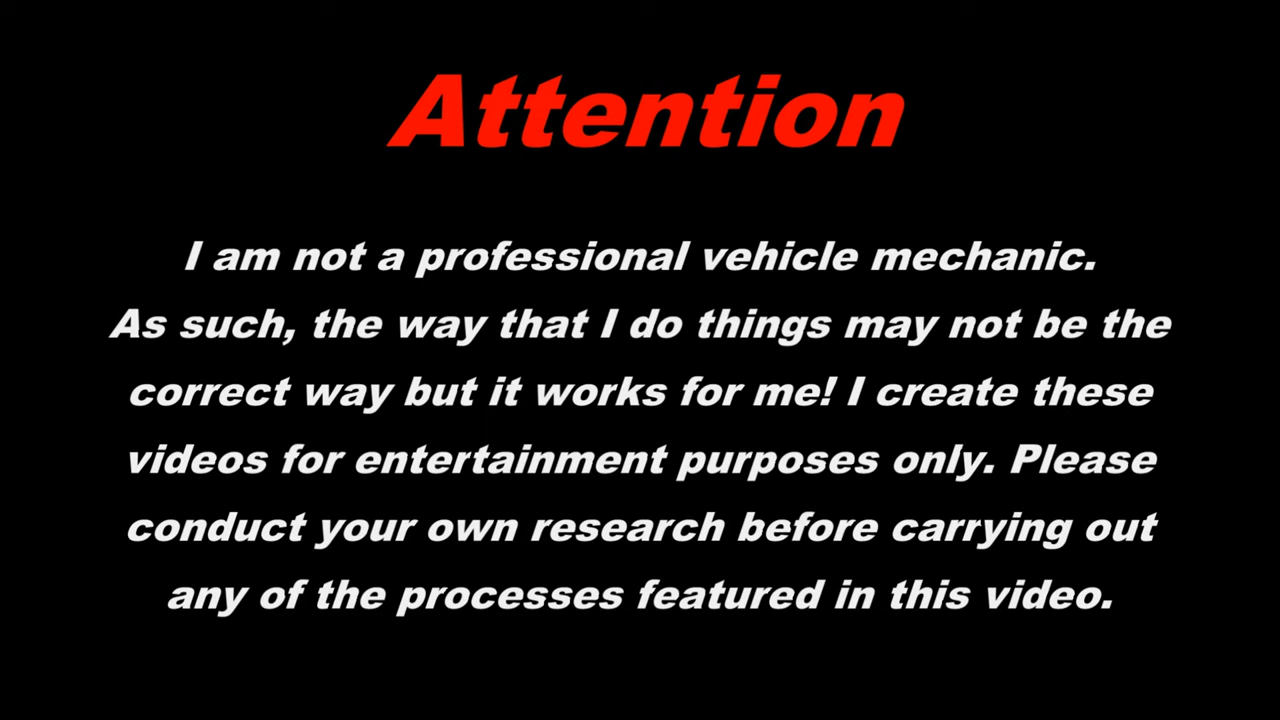 Attention
I am not a professional vehicle mechanic.
As such, the way that I do things may not be the
correct way but it works for me! I create these
videos for entertainment purposes only. Please
conduct your own research before carrying out
any of the processes featured in this video.